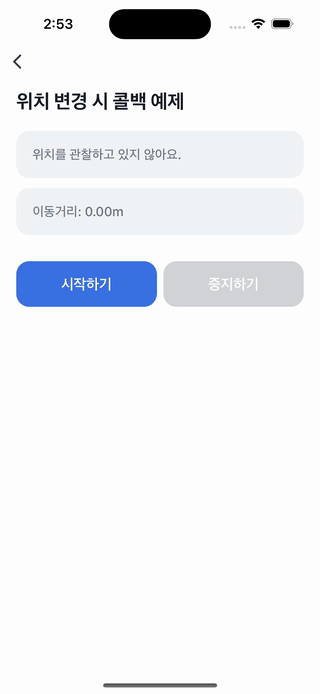 2:53
위치 변경 시 콜백 예제
위치를 관찰하고 있지 않아요.
이동거리: 0.00m
시작하기
중지하기